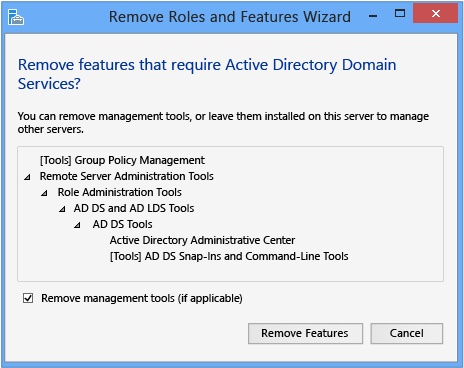 Remove Roles and Features Wizard
Remove features that require Active Directory Domain
Services?
You can remove management tools, or leave them installed on this server to manage
other servers.
[Tools] Group Policy Management
Remote Server Administration Tools
Role Administration Tools
AD DS and AD LDS Tools
AD DS Tools
Active Directory Administrative Center
[Tools] AD DS Snap-Ins and Command-Line Tools
Remove management tools (if applicable)
Remove Features
Cancel